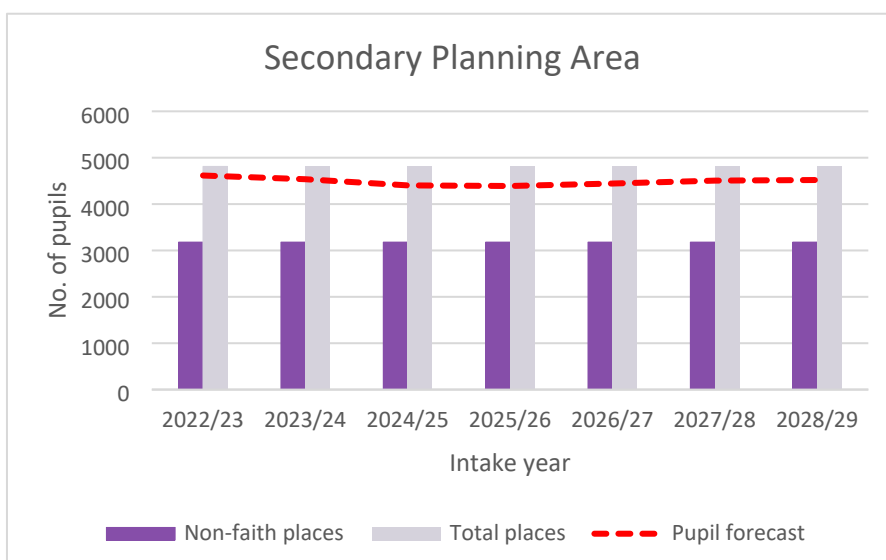 Secondary Planning Area
No. of pupils
6000
5000
4000
3000
2000
1000
0
2022/23 2023/24 2024/25 2025/26 2026/27 2027/28 2028/29
Intake year
Non-faith places Total places Pupil forecast